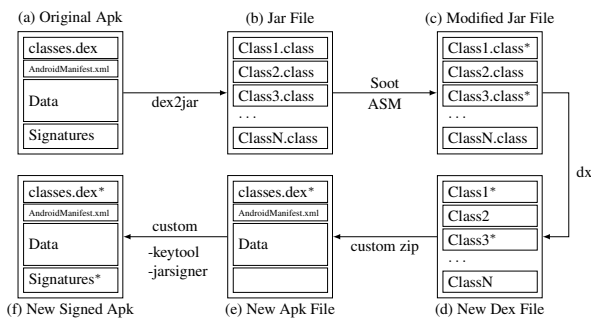 (a) Original Apk
classes.dex
AndroidManifest.xml
Data
Signatures
dex2jar
(b) Jar File
Class1.class
Class2.class
Class3.class
...
ClassN.class
Soot
ASM
(c) Modified Jar File
Class1.class*
Class2.class
Class3.class*
...
ClassN.class
dx
Class1*
Class2
Class3*
...
ClassN
(d) New Dex File
custom zip
classes.dex*
AndroidManifest.xml
Data
(e) New Apk File
custom
-keytool
-jarsigner
classes.dex*
AndroidManifest.xml
Data
Signatures*
(f) New Signed Apk